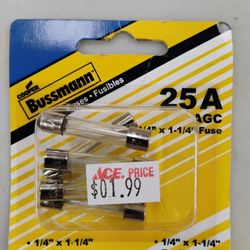 COOPER
Bussmann
Fuses • Fusibles
25A
AGC
1/4" x 1-1/4" Fuse
ACE PRICE
$01.99
• 1/4" x 1-1/4"
• 1/4" x 1-1/4"